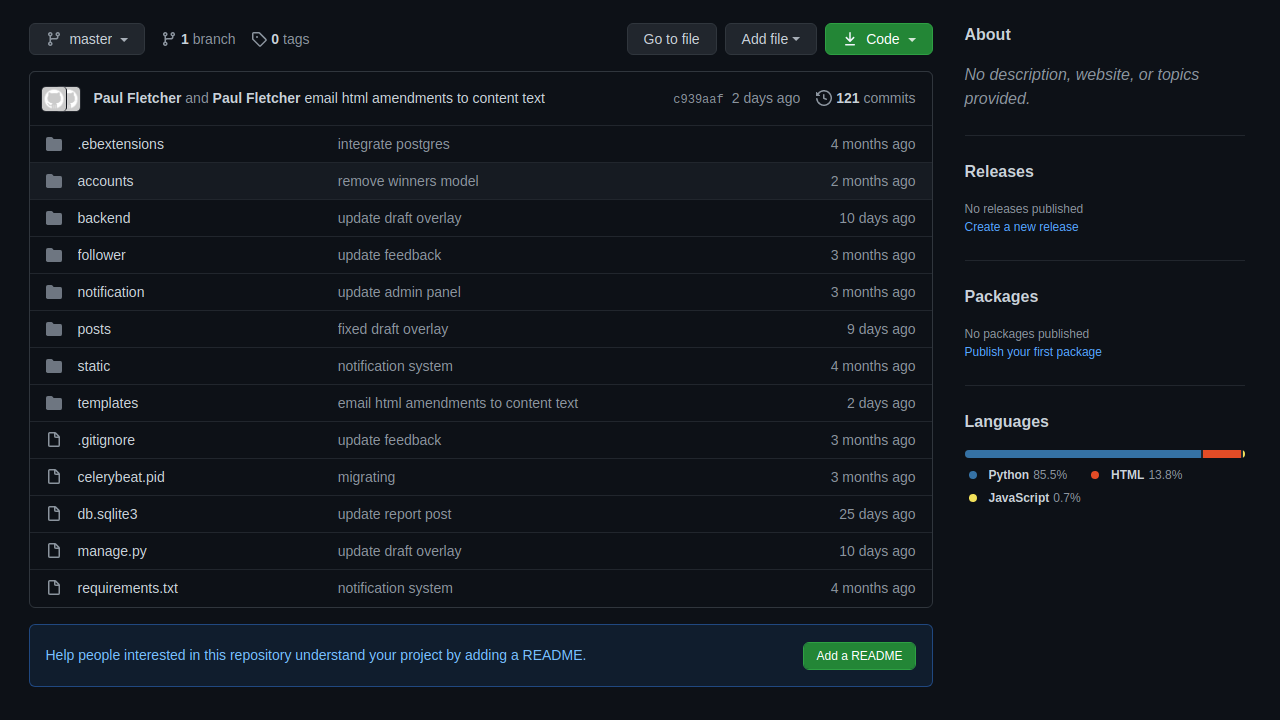 master 1 branch 0 tags Go to file Add file Code
Paul Fletcher and Paul Fletcher email html amendments to content text c939aaf 2 days ago 121 commits
.ebextensions integrate postgres 4 months ago
accounts remove winners model 2 months ago
backend update draft overlay 10 days ago
follower update feedback 3 months ago
notification update admin panel 3 months ago
posts fixed draft overlay 9 days ago
static notification system 4 months ago
templates email html amendments to content text 2 days ago
.gitignore update feedback 3 months ago
celerybeat.pid migrating 3 months ago
db.sqlite3 update report post 25 days ago
manage.py update draft overlay 10 days ago
requirements.txt notification system 4 months ago
Help people interested in this repository understand your project by adding a README. Add a README
About
No description, website, or topics
provided.
Releases
No releases published
Create a new release
Packages
No packages published
Publish your first package
Languages
Python 85.5% HTML 13.8%
JavaScript 0.7%